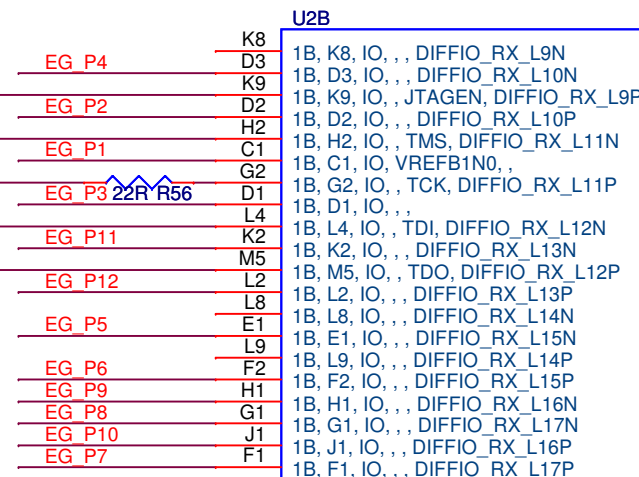 U2B
K8 1B, K8, IO, , , DIFFIO_RX_L9N
EG_P4 D3 1B, D3, IO, , , DIFFIO_RX_L10N
K9 1B, K9, IO, , JTAGEN, DIFFIO_RX_L9P
EG_P2 D2 1B, D2, IO, , , DIFFIO_RX_L10P
H2 1B, H2, IO, , TMS, DIFFIO_RX_L11N
EG_P1 C1 1B, C1, IO, VREFB1N0, ,
G2 1B, G2, IO, , TCK, DIFFIO_RX_L11P
EG_P3 22R R56 D1 1B, D1, IO, , ,
L4 1B, L4, IO, , TDI, DIFFIO_RX_L12N
EG_P11 K2 1B, K2, IO, , , DIFFIO_RX_L13N
M5 1B, M5, IO, , TDO, DIFFIO_RX_L12P
EG_P12 L2 1B, L2, IO, , , DIFFIO_RX_L13P
L8 1B, L8, IO, , , DIFFIO_RX_L14N
EG_P5 E1 1B, E1, IO, , , DIFFIO_RX_L15N
L9 1B, L9, IO, , , DIFFIO_RX_L14P
EG_P6 F2 1B, F2, IO, , , DIFFIO_RX_L15P
EG_P9 H1 1B, H1, IO, , , DIFFIO_RX_L16N
EG_P8 G1 1B, G1, IO, , , DIFFIO_RX_L17N
EG_P10 J1 1B, J1, IO, , , DIFFIO_RX_L16P
EG_P7 F1 1B, F1, IO, , , DIFFIO_RX_L17P